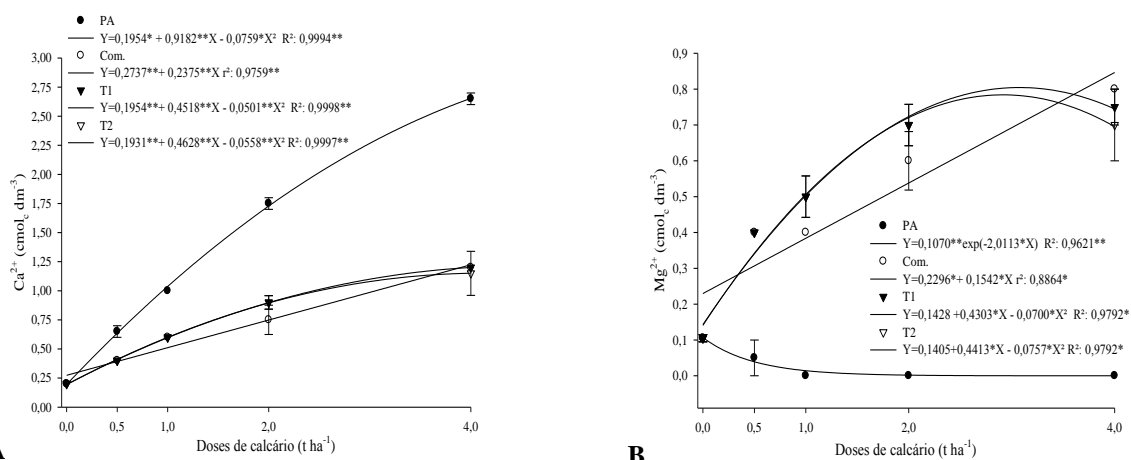 PA
Y=0,1954* + 0,9182**X - 0,0759*X² R²: 0,9994**
Com.
Y=0,2737**+ 0,2375**X r²: 0,9759**
T1
Y=0,1954**+ 0,4518**X - 0,0501**X² R²: 0,9998**
T2
Y=0,1931**+ 0,4628**X - 0,0558**X² R²: 0,9997**
3,00
2,75
2,50
2,25
2,00
1,75
1,50
1,25
1,00
0,75
0,50
0,25
0,00
Ca²⁺ (cmol_c dm⁻³)
0,0 0,5 1,0 2,0 4,0
Doses de calcário (t ha⁻¹)
A
0,9
0,8
0,7
0,6
0,5
0,4
0,3
0,2
0,1
0,0
Mg²⁺ (cmol_c dm⁻³)
PA
Y=0,1070**exp(-2,0113*X) R²: 0,9621**
Com.
Y=0,2296*+ 0,1542*X r²: 0,8864*
T1
Y=0,1428 +0,4303*X - 0,0700*X² R²: 0,9792*
T2
Y=0,1405+0,4413*X - 0,0757*X² R²: 0,9792*
0,0 0,5 1,0 2,0 4,0
Doses de calcário (t ha⁻¹)
B